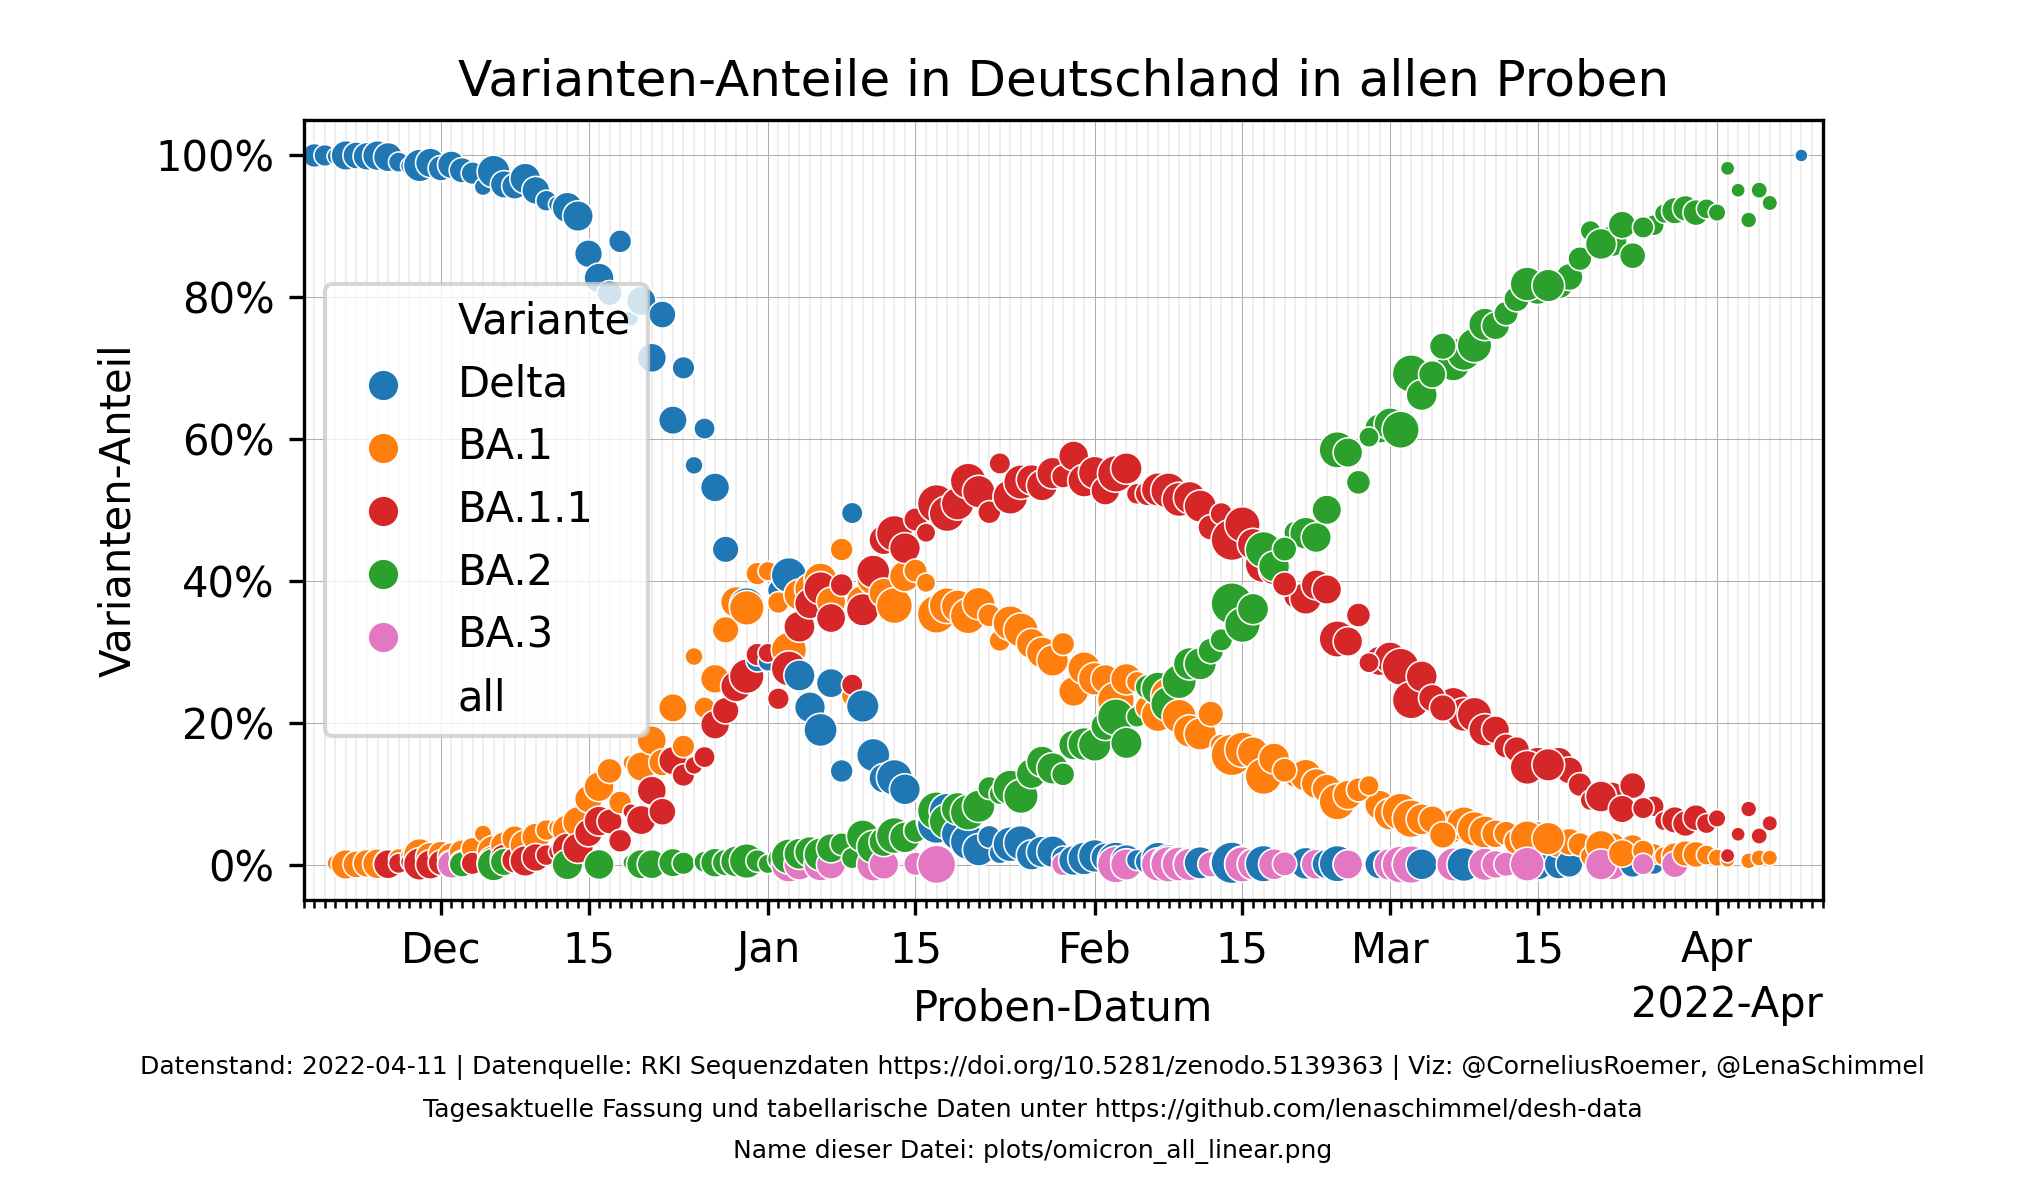 Varianten-Anteile in Deutschland in allen Proben
100%
80%
60%
40%
20%
0%
Varianten-Anteil
Variante
Delta
BA.1
BA.1.1
BA.2
BA.3
all
Dec 15 Jan 15 Feb 15 Mar 15 Apr
Proben-Datum
2022-Apr
Datenstand: 2022-04-11 | Datenquelle: RKI Sequenzdaten https://doi.org/10.5281/zenodo.5139363 | Viz: @CorneliusRoemer, @LenaSchimmel
Tagesaktuelle Fassung und tabellarische Daten unter https://github.com/lenaschimmel/desh-data
Name dieser Datei: plots/omicron_all_linear.png